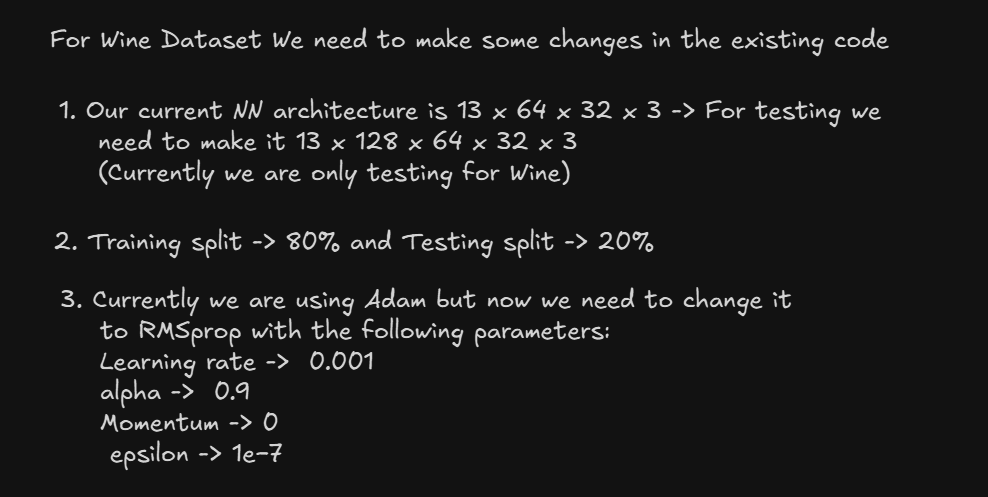 For Wine Dataset We need to make some changes in the existing code
1. Our current NN architecture is 13 x 64 x 32 x 3 -> For testing we
need to make it 13 x 128 x 64 x 32 x 3
(Currently we are only testing for Wine)
2. Training split -> 80% and Testing split -> 20%
3. Currently we are using Adam but now we need to change it
to RMSprop with the following parameters:
Learning rate -> 0.001
alpha -> 0.9
Momentum -> 0
epsilon -> 1e-7